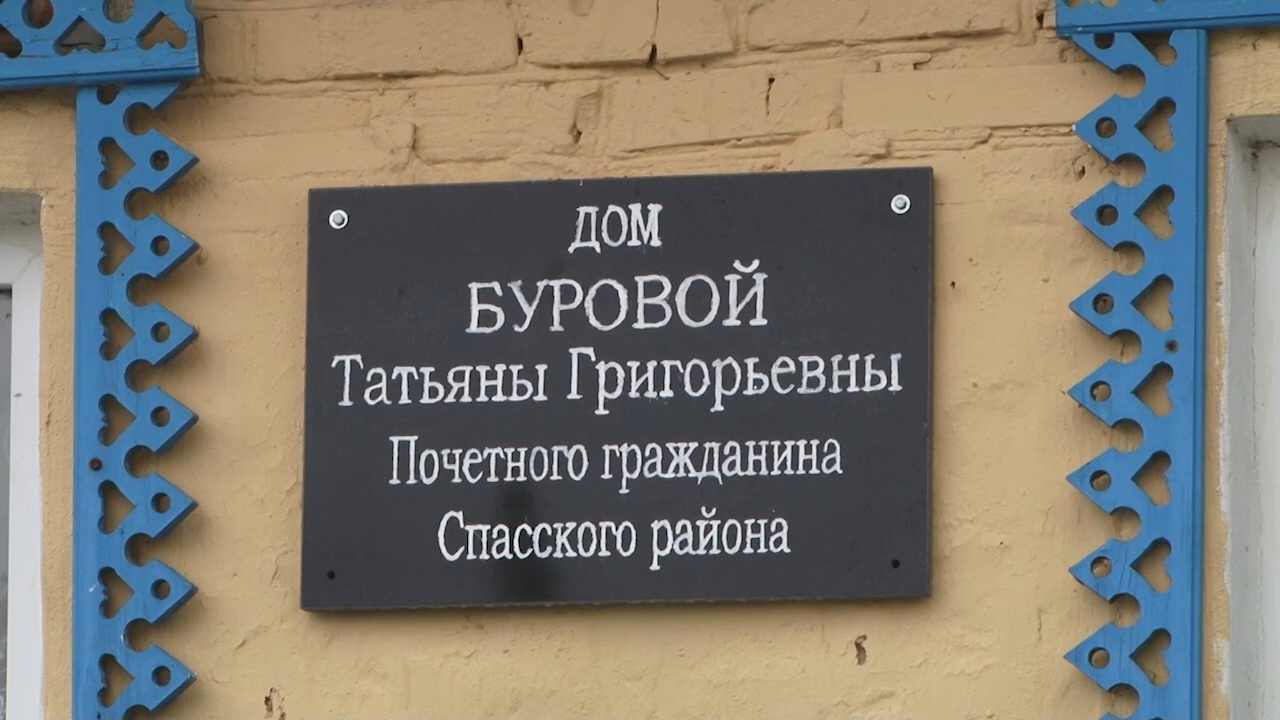 ДОМ
БУРОВОЙ
Татьяны Григорьевны
Почетного гражданина
Спасского района